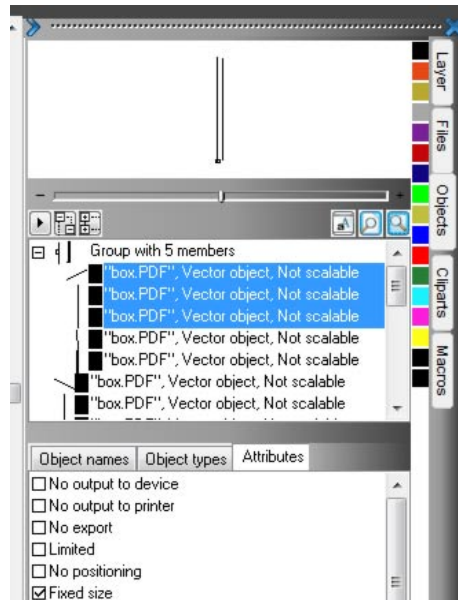 Layer
Files
Objects
Cliparts
Macros
Group with 5 members
"box.PDF", Vector object, Not scalable
"box.PDF", Vector object, Not scalable
"box.PDF", Vector object, Not scalable
"box.PDF", Vector object, Not scalable
"box.PDF", Vector object, Not scalable
"box.PDF", Vector object, Not scalable
"box.PDF", Vector object, Not scalable
Object names Object types Attributes
No output to device
No output to printer
No export
Limited
No positioning
Fixed size